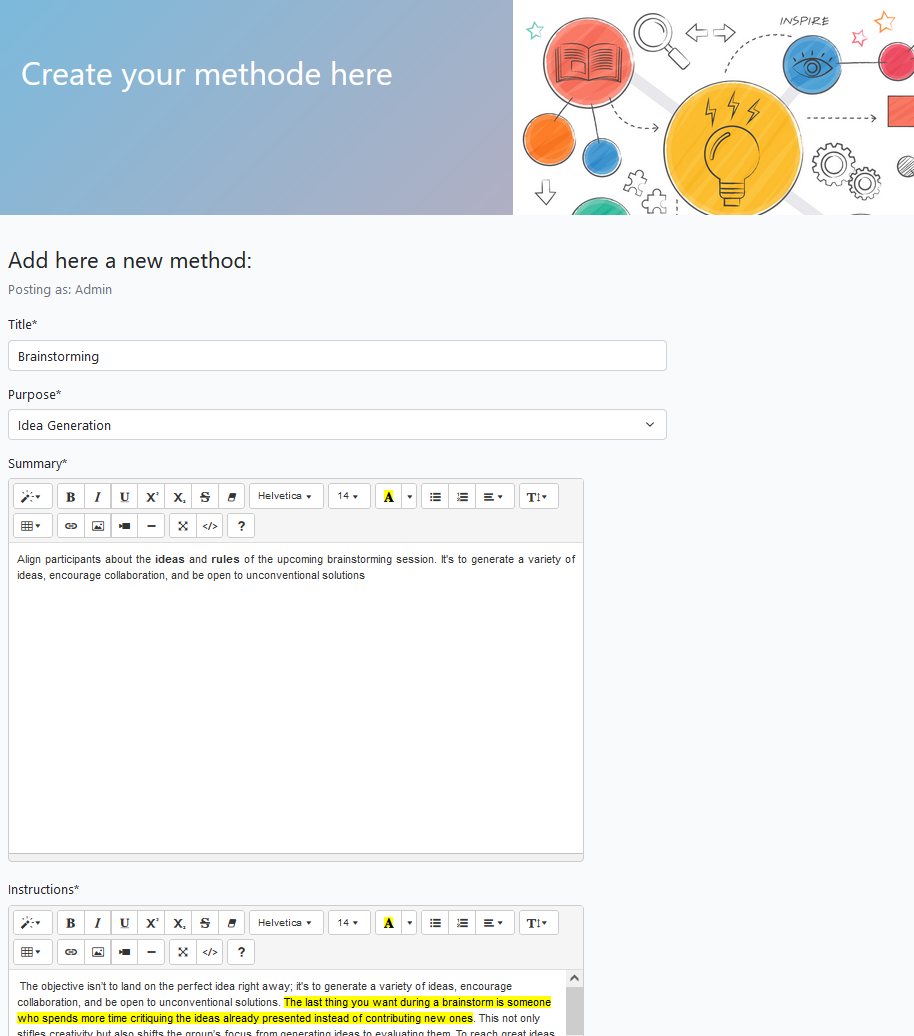 Create your methode here
INSPIRE
Add here a new method:
Posting as: Admin
Title*
Brainstorming
Purpose*
Idea Generation
Summary*
B I U X² X₂ S Helvetica 14 A T
</> ?
Align participants about the ideas and rules of the upcoming brainstorming session. It's to generate a variety of
ideas, encourage collaboration, and be open to unconventional solutions
Instructions*
B I U X² X₂ S Helvetica 14 A T
</> ?
The objective isn't to land on the perfect idea right away; it's to generate a variety of ideas, encourage
collaboration, and be open to unconventional solutions. The last thing you want during a brainstorm is someone
who spends more time critiquing the ideas already presented instead of contributing new ones. This not only
stifles creativity but also shifts the group's focus from generating ideas to evaluating them. To reach great ideas